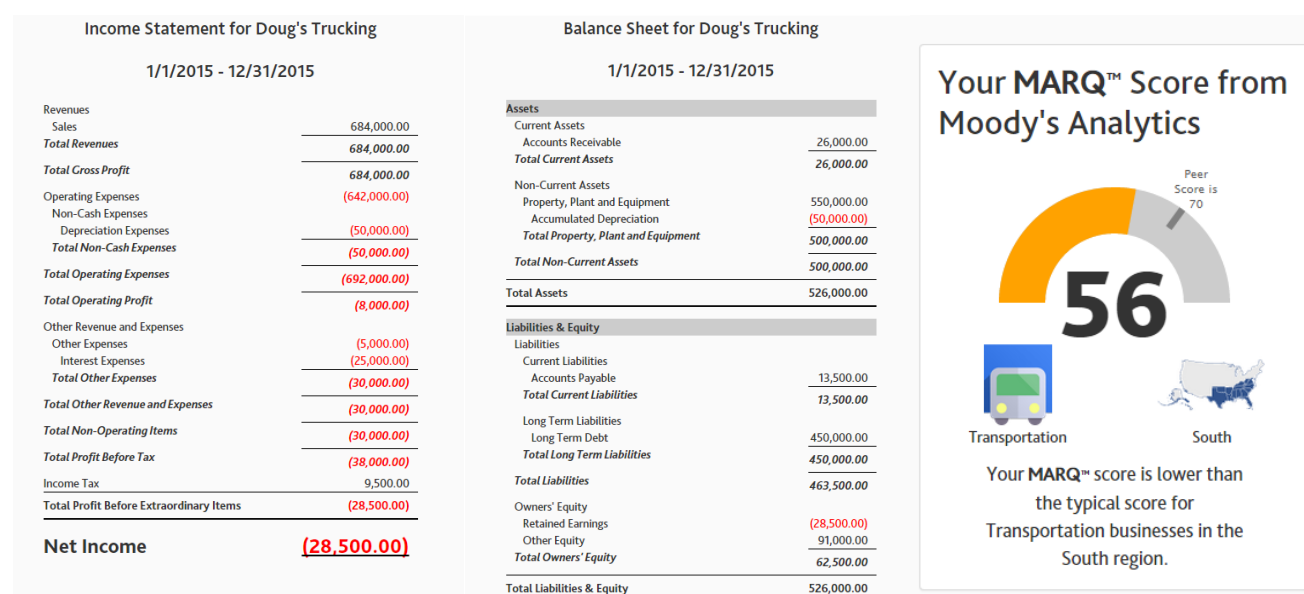 Income Statement for Doug's Trucking
1/1/2015 - 12/31/2015
Revenues
Sales 684,000.00
Total Revenues 684,000.00
Total Gross Profit 684,000.00
Operating Expenses (642,000.00)
Non-Cash Expenses
Depreciation Expenses (50,000.00)
Total Non-Cash Expenses (50,000.00)
Total Operating Expenses (692,000.00)
Total Operating Profit (8,000.00)
Other Revenue and Expenses
Other Expenses (5,000.00)
Interest Expenses (25,000.00)
Total Other Expenses (30,000.00)
Total Other Revenue and Expenses (30,000.00)
Total Non-Operating Items (30,000.00)
Total Profit Before Tax (38,000.00)
Income Tax 9,500.00
Total Profit Before Extraordinary Items (28,500.00)
Net Income (28,500.00)
Balance Sheet for Doug's Trucking
1/1/2015 - 12/31/2015
Assets
Current Assets
Accounts Receivable 26,000.00
Total Current Assets 26,000.00
Non-Current Assets
Property, Plant and Equipment 550,000.00
Accumulated Depreciation (50,000.00)
Total Property, Plant and Equipment 500,000.00
Total Non-Current Assets 500,000.00
Total Assets 526,000.00
Liabilities & Equity
Liabilities
Current Liabilities
Accounts Payable 13,500.00
Total Current Liabilities 13,500.00
Long Term Liabilities
Long Term Debt 450,000.00
Total Long Term Liabilities 450,000.00
Total Liabilities 463,500.00
Owners' Equity
Retained Earnings (28,500.00)
Other Equity 91,000.00
Total Owners' Equity 62,500.00
Total Liabilities & Equity 526,000.00
Your MARQ™ Score from
Moody's Analytics
Peer
Score is
70
56
Transportation South
Your MARQ™ score is lower than
the typical score for
Transportation businesses in the
South region.